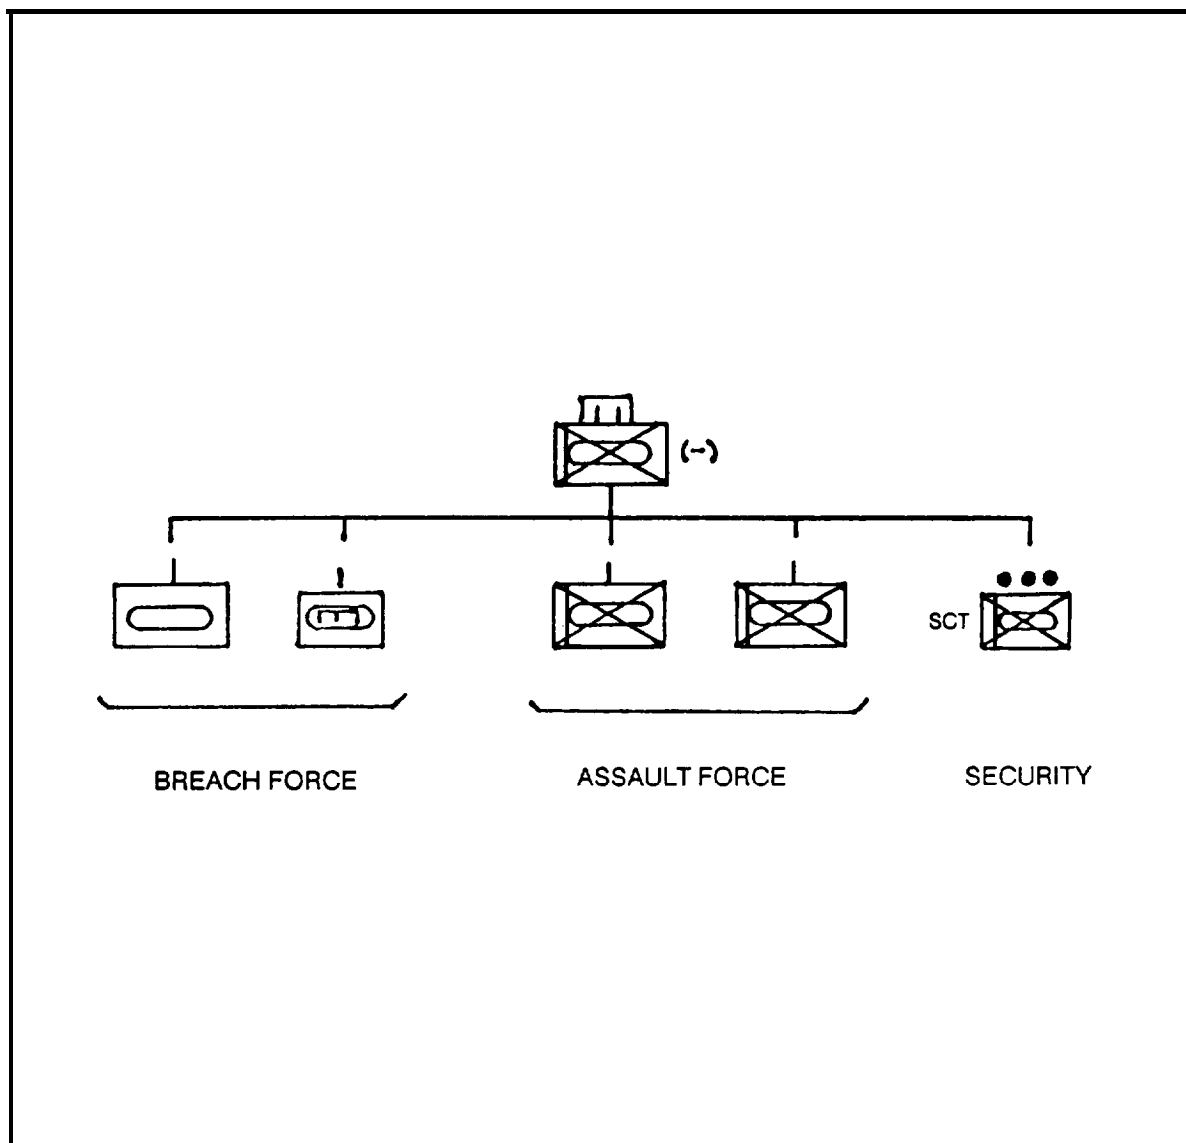 (-)
SCT
BREACH FORCE
ASSAULT FORCE
SECURITY